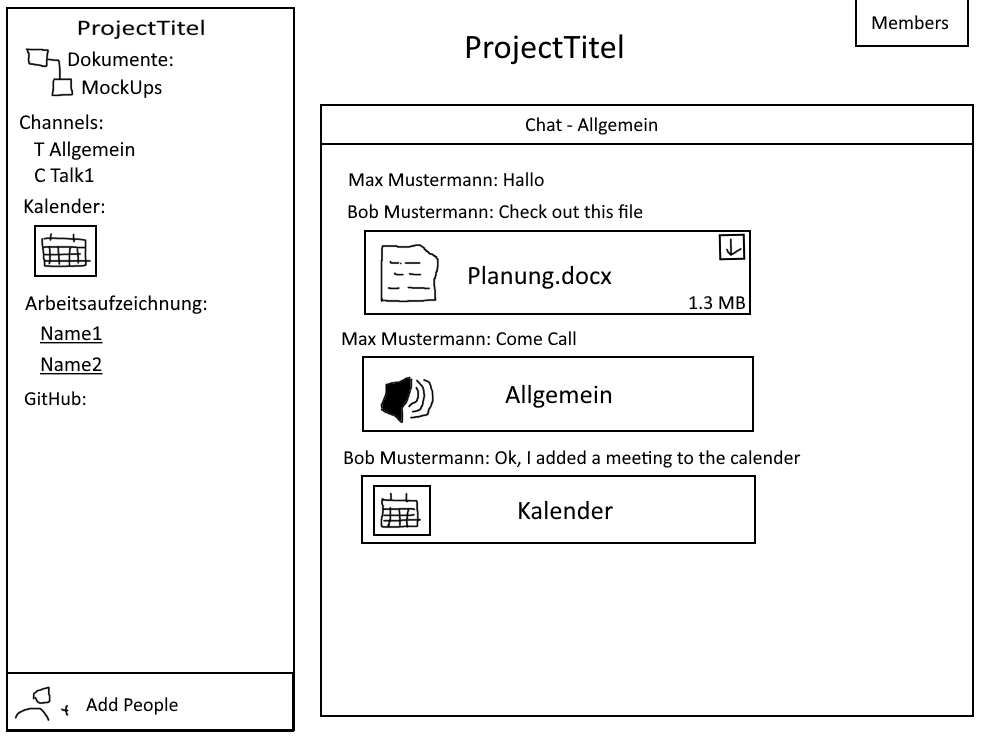 ProjectTitel
Dokumente:
MockUps
Channels:
T Allgemein
C Talk1
Kalender:
Arbeitsaufzeichnung:
Name1
Name2
GitHub:
Add People
ProjectTitel
Members
Chat - Allgemein
Max Mustermann: Hallo
Bob Mustermann: Check out this file
Planung.docx
1.3 MB
Max Mustermann: Come Call
Allgemein
Bob Mustermann: Ok, I added a meeting to the calender
Kalender